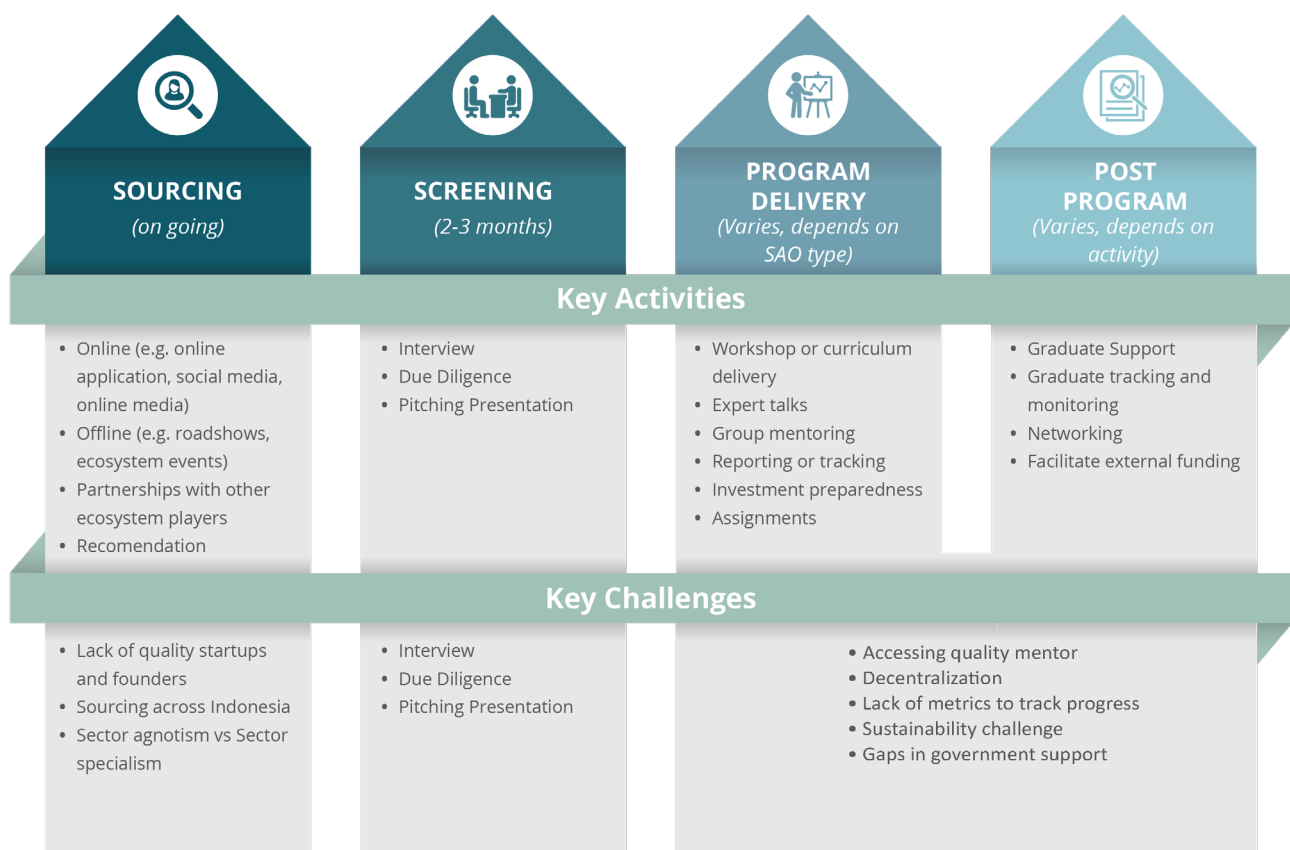 SOURCING
(on going)
SCREENING
(2-3 months)
PROGRAM
DELIVERY
(Varies, depends on
SAO type)
POST
PROGRAM
(Varies, depends on
activity)
Key Activities
• Online (e.g. online
application, social media,
online media)
• Offline (e.g. roadshows,
ecosystem events)
• Partnerships with other
ecosystem players
• Recomendation
• Interview
• Due Diligence
• Pitching Presentation
• Workshop or curriculum
delivery
• Expert talks
• Group mentoring
• Reporting or tracking
• Investment preparedness
• Assignments
• Graduate Support
• Graduate tracking and
monitoring
• Networking
• Facilitate external funding
Key Challenges
• Lack of quality startups
and founders
• Sourcing across Indonesia
• Sector agnotism vs Sector
specialism
• Interview
• Due Diligence
• Pitching Presentation
• Accessing quality mentor
• Decentralization
• Lack of metrics to track progress
• Sustainability challenge
• Gaps in government support